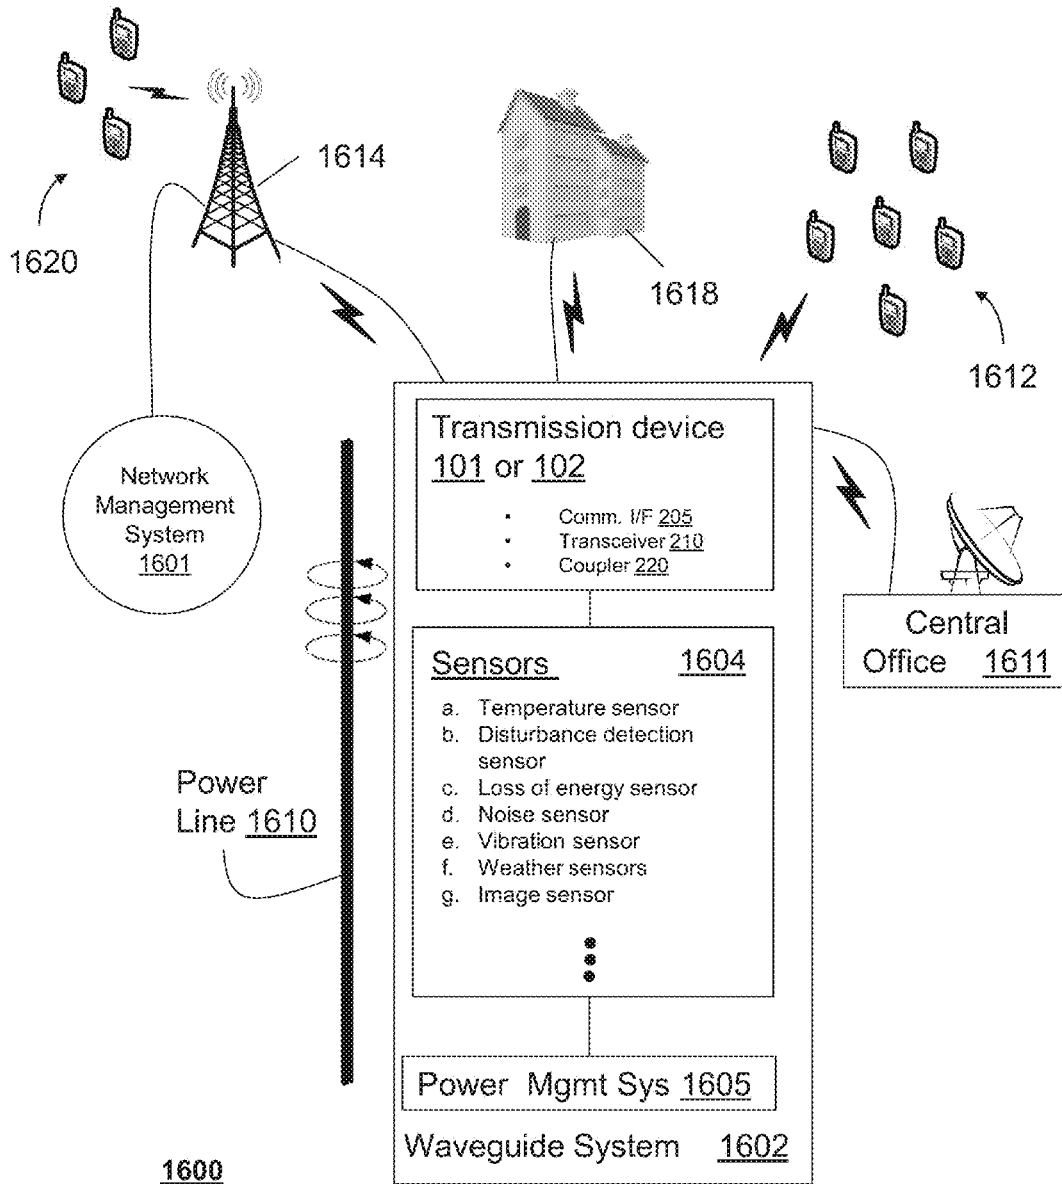 1614
1620
1618
1612
Network
Management
System
1601
Transmission device
101 or 102
• Comm. I/F 205
• Transceiver 210
• Coupler 220
Central
Office 1611
Sensors 1604
a. Temperature sensor
b. Disturbance detection
sensor
c. Loss of energy sensor
d. Noise sensor
e. Vibration sensor
f. Weather sensors
g. Image sensor
Power
Line 1610
Power Mgmt Sys 1605
Waveguide System 1602
1600